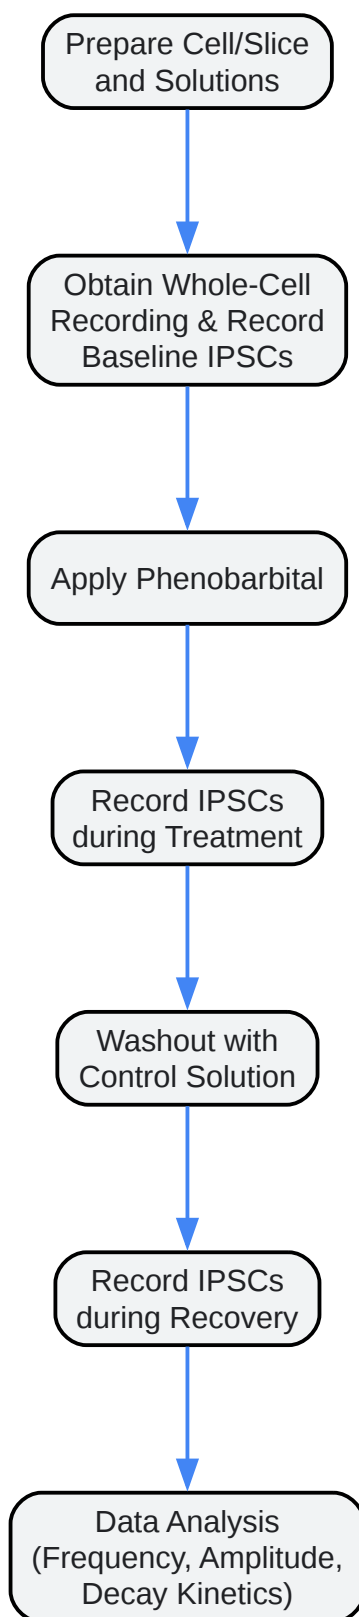 Prepare Cell/Slice
and Solutions
Obtain Whole-Cell
Recording & Record
Baseline IPSCs
Apply Phenobarbital
Record IPSCs
during Treatment
Washout with
Control Solution
Record IPSCs
during Recovery
Data Analysis
(Frequency, Amplitude,
Decay Kinetics)